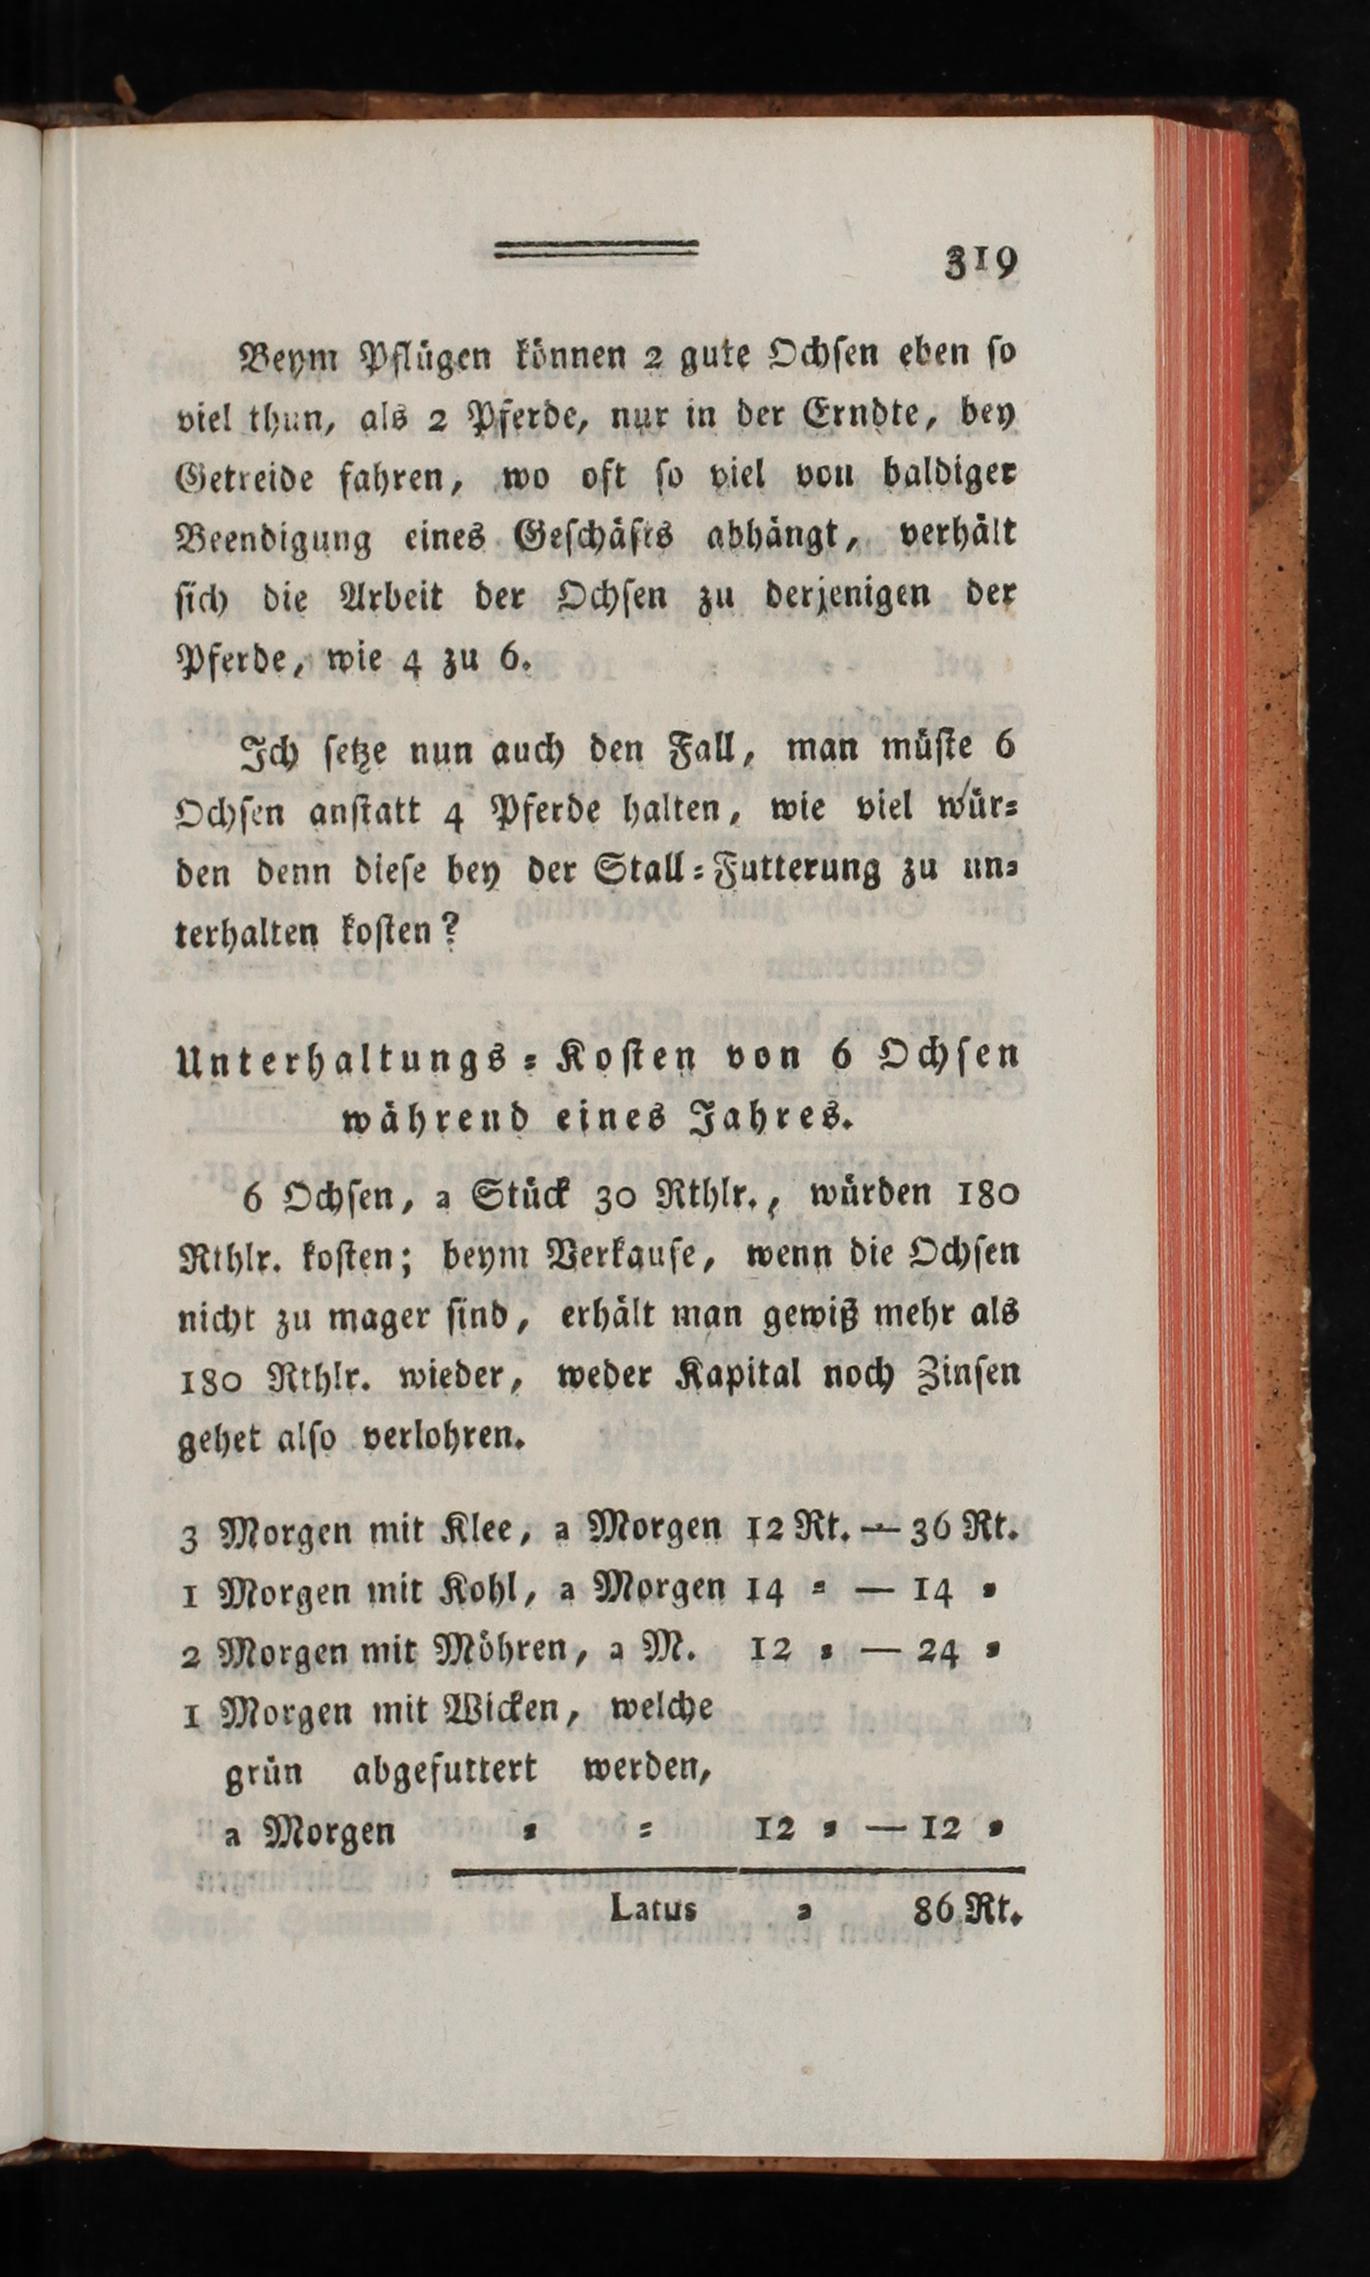 319
Beym Pflügen können 2 gute Ochsen eben so
viel thun, als 2 Pferde, nur in der Erndte, bey
Getreide fahren, wo oft so viel von baldiger
Beendigung eines Geschäfts abhängt, verhält
sich die Arbeit der Ochsen zu derjenigen der
Pferde, wie 4 zu 6.
Ich setze nun auch den Fall, man müste 6
Ochsen anstatt 4 Pferde halten, wie viel wür⸗
den denn diese bey der Stall⸗Futterung zu un⸗
terhalten kosten?
Unterhaltungs⸗Kosten von 6 Ochsen
während eines Jahres.
6 Ochsen, a Stück 30 Rthlr., würden 180
Rthlr. kosten; beym Verkaufe, wenn die Ochsen
nicht zu mager sind, erhält man gewiß mehr als
180 Rthlr. wieder, weder Kapital noch Zinsen
gehet also verlohren.
3 Morgen mit Klee, a Morgen 12 Rt. — 36 Rt.
1 Morgen mit Kohl, a Morgen 14 ⸗ — 14 ⸗
2 Morgen mit Möhren, a M. 12 ⸗ — 24 ⸗
1 Morgen mit Wicken, welche
grün abgefuttert werden,
a Morgen ⸗ ⸗ 12 ⸗ — 12 ⸗
Latus ⸗ 86 Rt.